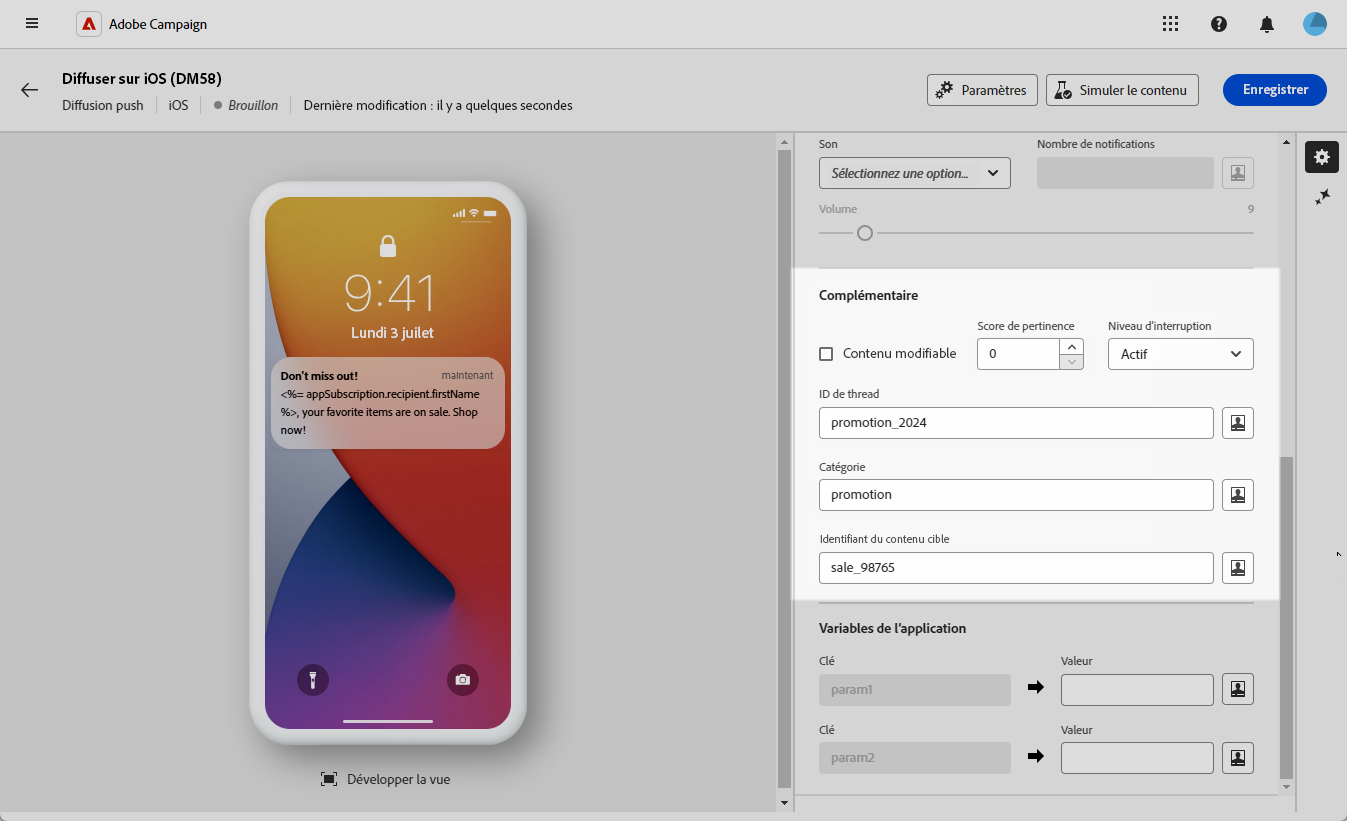 Adobe Campaign
Diffuser sur iOS (DM58)
Diffusion push
iOS
Brouillon
Dernière modification : il y a quelques secondes
Paramètres
Simuler le contenu
Enregistrer
9:41
Lundi 3 juilet
Don't miss out!
maintenant
<%= appSubscription.recipient.firstName
%>, your favorite items are on sale. Shop
now!
Développer la vue
Son
Nombre de notifications
Sélectionnez une option...
Volume
9
Complémentaire
Score de pertinence
Niveau d'interruption
Contenu modifiable
0
Actif
ID de thread
promotion_2024
Catégorie
promotion
Identifiant du contenu cible
sale_98765
Variables de l'application
Clé
Valeur
param1
Clé
Valeur
param2